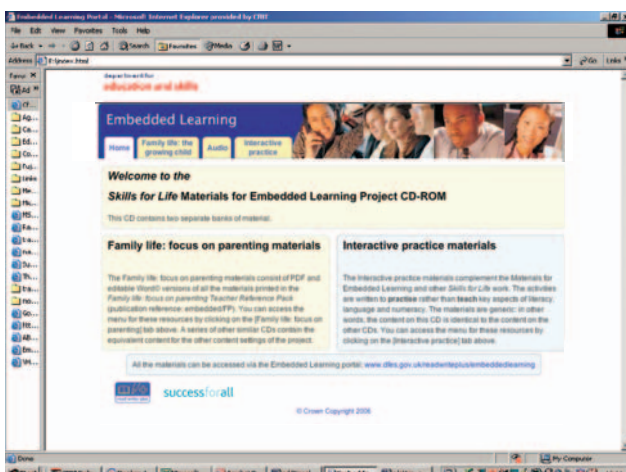 Embedded Learning Portal - Microsoft Internet Explorer provided by
File Edit View Favorites Tools Help
Back Search Favorites Media
Address Go Links
department for
education and skills
Embedded Learning
Home Family life: the growing child Audio Interactive practice
Welcome to the
Skills for Life Materials for Embedded Learning Project CD-ROM
This CD contains two separate banks of material.
Family life: focus on parenting materials
The Family life: focus on parenting materials consist of PDF and
editable Word© versions of all the materials printed in the
Family life: focus on parenting Teacher Reference Pack
(publication reference: embedded/FP). You can access the
menu for these resources by clicking on the [Family life: focus on
parenting] tab above. A series of other similar CDs contain the
equivalent content for the other content settings of the project.
Interactive practice materials
The Interactive practice materials complement the Materials for
Embedded Learning and other Skills for Life work. The activities
are written to practise rather than teach key aspects of literacy,
language and numeracy. The materials are generic: in other
words, the content on this CD is identical to the content on the
other CDs. You can access the menu for these resources by
clicking on the [Interactive practice] tab above.
All the materials can be accessed via the Embedded Learning portal: www.dfes.gov.uk/readwriteplus/embeddedlearning
successforall
© Crown Copyright 2006
Done My Computer